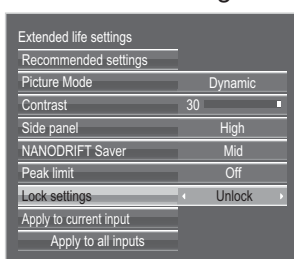 Extended life settings
Recommended settings
Picture Mode Dynamic
Contrast 30
Side panel High
NANODRIFT Saver Mid
Peak limit Off
Lock settings Unlock
Apply to current input
Apply to all inputs